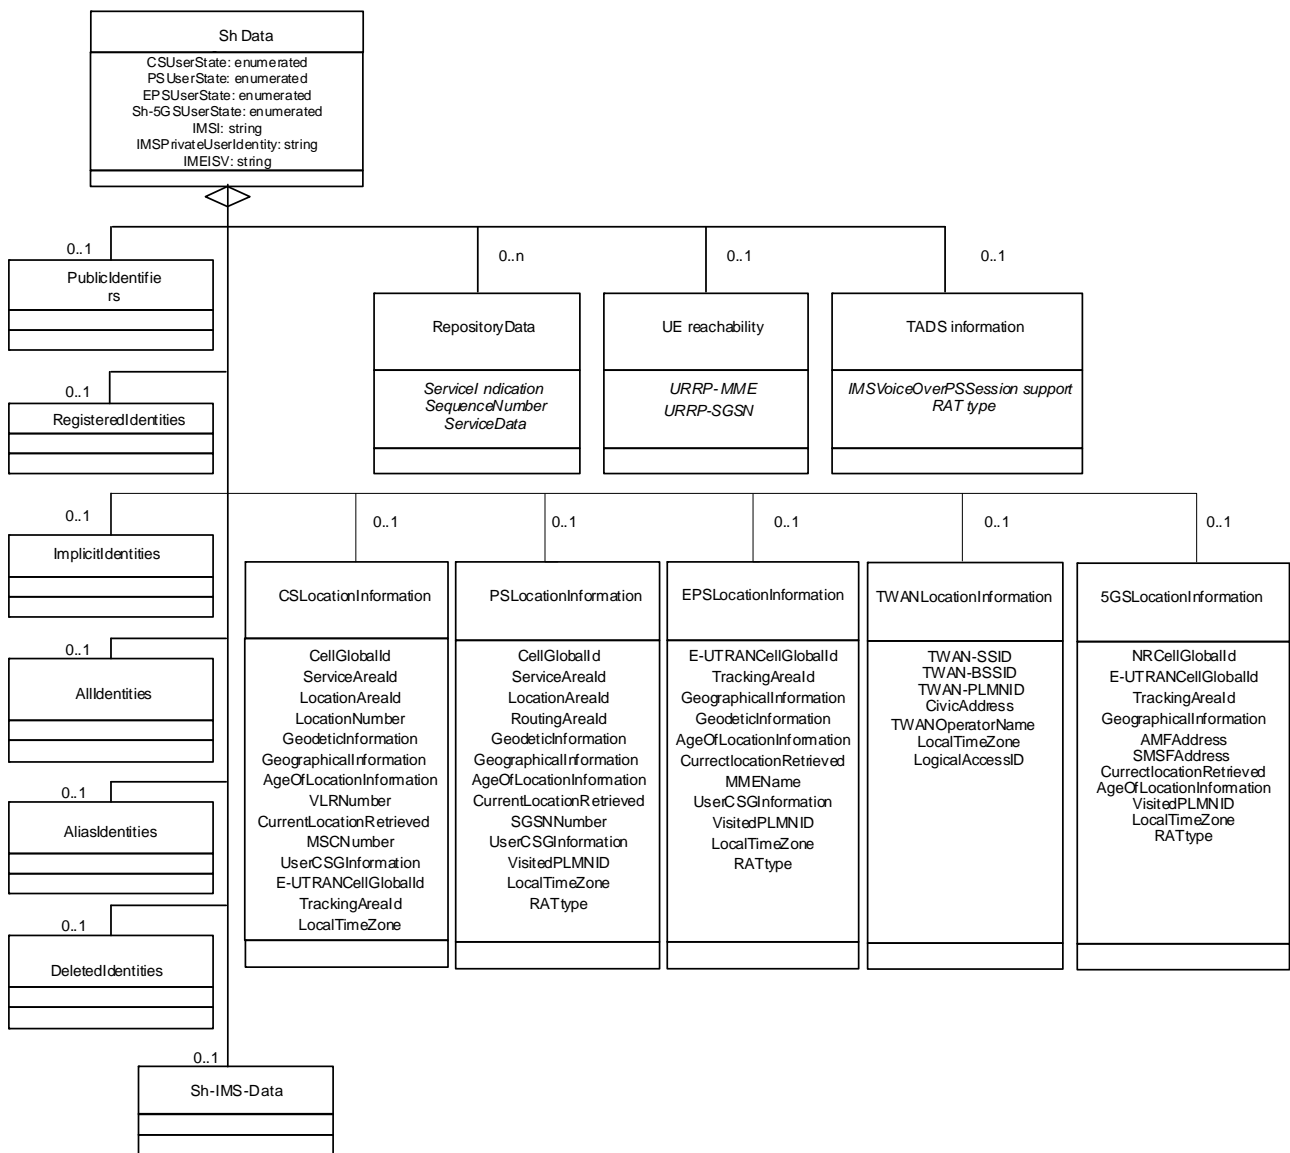 Sh Data
CSUserState: enumerated
PSUserState: enumerated
EPSUserState: enumerated
Sh-5GSUserState: enumerated
IMSI: string
IMSPrivateUserIdentity: string
IMEISV: string
0..1
PublicIdentifie
rs
0..n
RepositoryData
ServiceI ndication
SequenceNumber
ServiceData
0..1
UE reachability
URRP-MME
URRP-SGSN
0..1
TADS information
IMSVoiceOverPSSession support
RAT type
0..1
RegisteredIdentities
0..1
ImplicitIdentities
0..1
AllIdentities
0..1
AliasIdentities
0..1
DeletedIdentities
0..1
CSLocationInformation
CellGlobalId
ServiceAreaId
LocationAreaId
LocationNumber
GeodeticInformation
GeographicalInformation
AgeOfLocationInformation
VLRNumber
CurrentLocationRetrieved
MSCNumber
UserCSGInformation
E-UTRANCellGlobalId
TrackingAreaId
LocalTimeZone
0..1
PSLocationInformation
CellGlobalId
ServiceAreaId
LocationAreaId
RoutingAreaId
GeodeticInformation
GeographicalInformation
AgeOfLocationInformation
CurrentLocationRetrieved
SGSNNumber
UserCSGInformation
VisitedPLMNID
LocalTimeZone
RATtype
0..1
EPSLocationInformation
E-UTRANCellGlobalId
TrackingAreaId
GeographicalInformation
GeodeticInformation
AgeOfLocationInformation
CurrectlocationRetrieved
MMEName
UserCSGInformation
VisitedPLMNID
LocalTimeZone
RATtype
0..1
TWANLocationInformation
TWAN-SSID
TWAN-BSSID
TWAN-PLMNID
CivicAddress
TWANOperatorName
LocalTimeZone
LogicalAccessID
0..1
5GSLocationInformation
NRCellGlobalId
E-UTRANCellGlobalId
TrackingAreaId
GeographicalInformation
AMFAddress
SMSFAddress
CurrectlocationRetrieved
AgeOfLocationInformation
VisitedPLMNID
LocalTimeZone
RATtype
0..1
Sh-IMS-Data